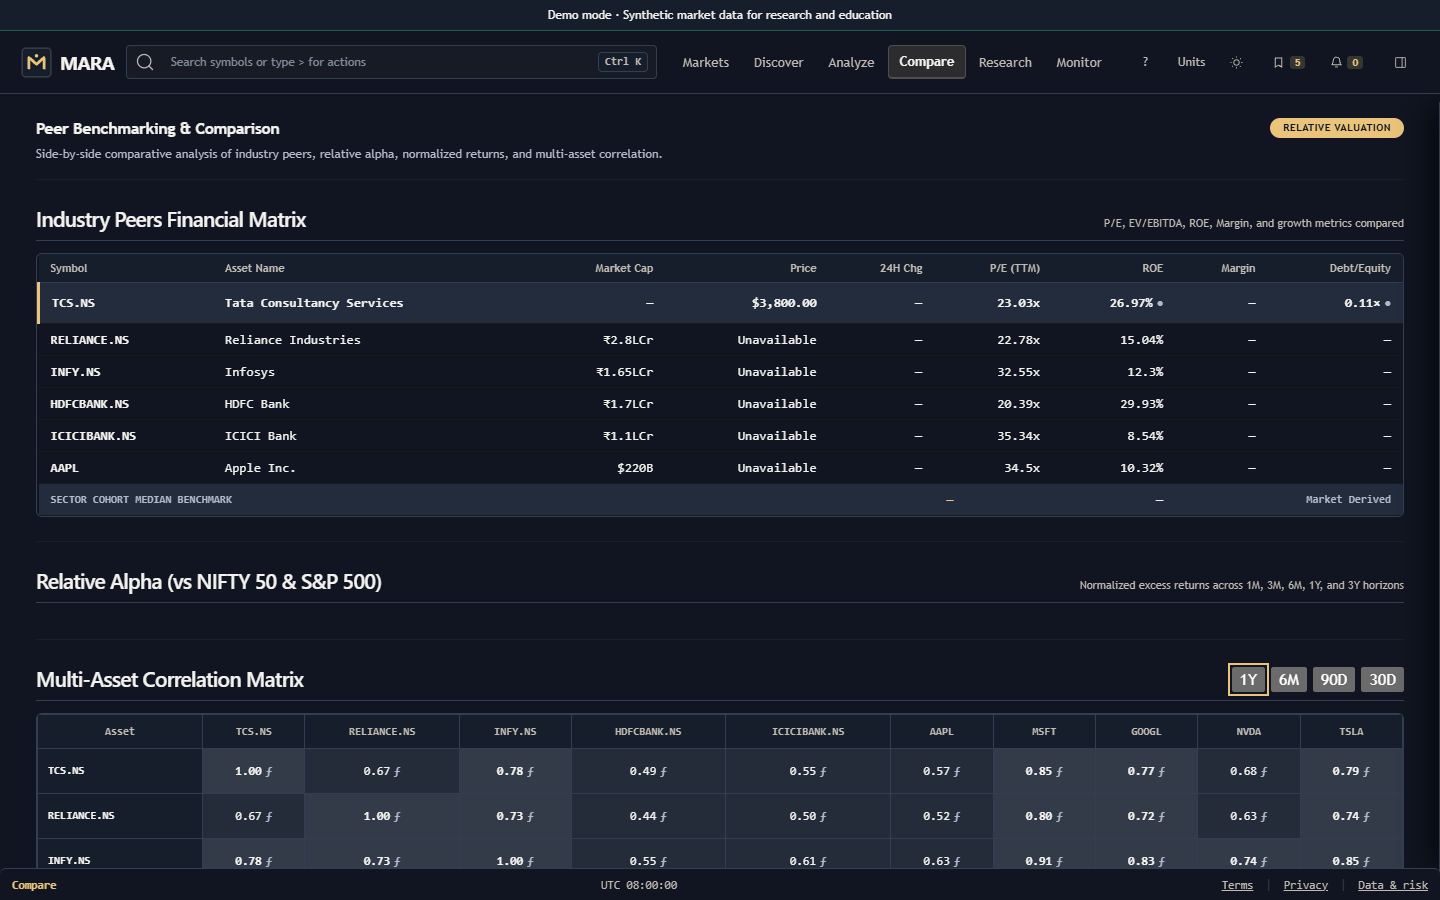 Demo mode · Synthetic market data for research and education
MARA Search symbols or type > for actions Ctrl K Markets Discover Analyze Compare Research Monitor ? Units 5 0
Peer Benchmarking & Comparison RELATIVE VALUATION
Side-by-side comparative analysis of industry peers, relative alpha, normalized returns, and multi-asset correlation.
Industry Peers Financial Matrix P/E, EV/EBITDA, ROE, Margin, and growth metrics compared
Symbol Asset Name Market Cap Price 24H Chg P/E (TTM) ROE Margin Debt/Equity
TCS.NS Tata Consultancy Services — $3,800.00 — 23.03x 26.97% — 0.11×
RELIANCE.NS Reliance Industries ₹2.8LCr Unavailable — 22.78x 15.04% — —
INFY.NS Infosys ₹1.65LCr Unavailable — 32.55x 12.3% — —
HDFCBANK.NS HDFC Bank ₹1.7LCr Unavailable — 20.39x 29.93% — —
ICICIBANK.NS ICICI Bank ₹1.1LCr Unavailable — 35.34x 8.54% — —
AAPL Apple Inc. $220B Unavailable — 34.5x 10.32% — —
SECTOR COHORT MEDIAN BENCHMARK — — Market Derived
Relative Alpha (vs NIFTY 50 & S&P 500) Normalized excess returns across 1M, 3M, 6M, 1Y, and 3Y horizons
Multi-Asset Correlation Matrix 1Y 6M 90D 30D
Asset TCS.NS RELIANCE.NS INFY.NS HDFCBANK.NS ICICIBANK.NS AAPL MSFT GOOGL NVDA TSLA
TCS.NS 1.00 ƒ 0.67 ƒ 0.78 ƒ 0.49 ƒ 0.55 ƒ 0.57 ƒ 0.85 ƒ 0.77 ƒ 0.68 ƒ 0.79 ƒ
RELIANCE.NS 0.67 ƒ 1.00 ƒ 0.73 ƒ 0.44 ƒ 0.50 ƒ 0.52 ƒ 0.80 ƒ 0.72 ƒ 0.63 ƒ 0.74 ƒ
INFY.NS 0.78 ƒ 0.73 ƒ 1.00 ƒ 0.55 ƒ 0.61 ƒ 0.63 ƒ 0.91 ƒ 0.83 ƒ 0.74 ƒ 0.85 ƒ
Compare UTC 08:00:00 Terms Privacy Data & risk